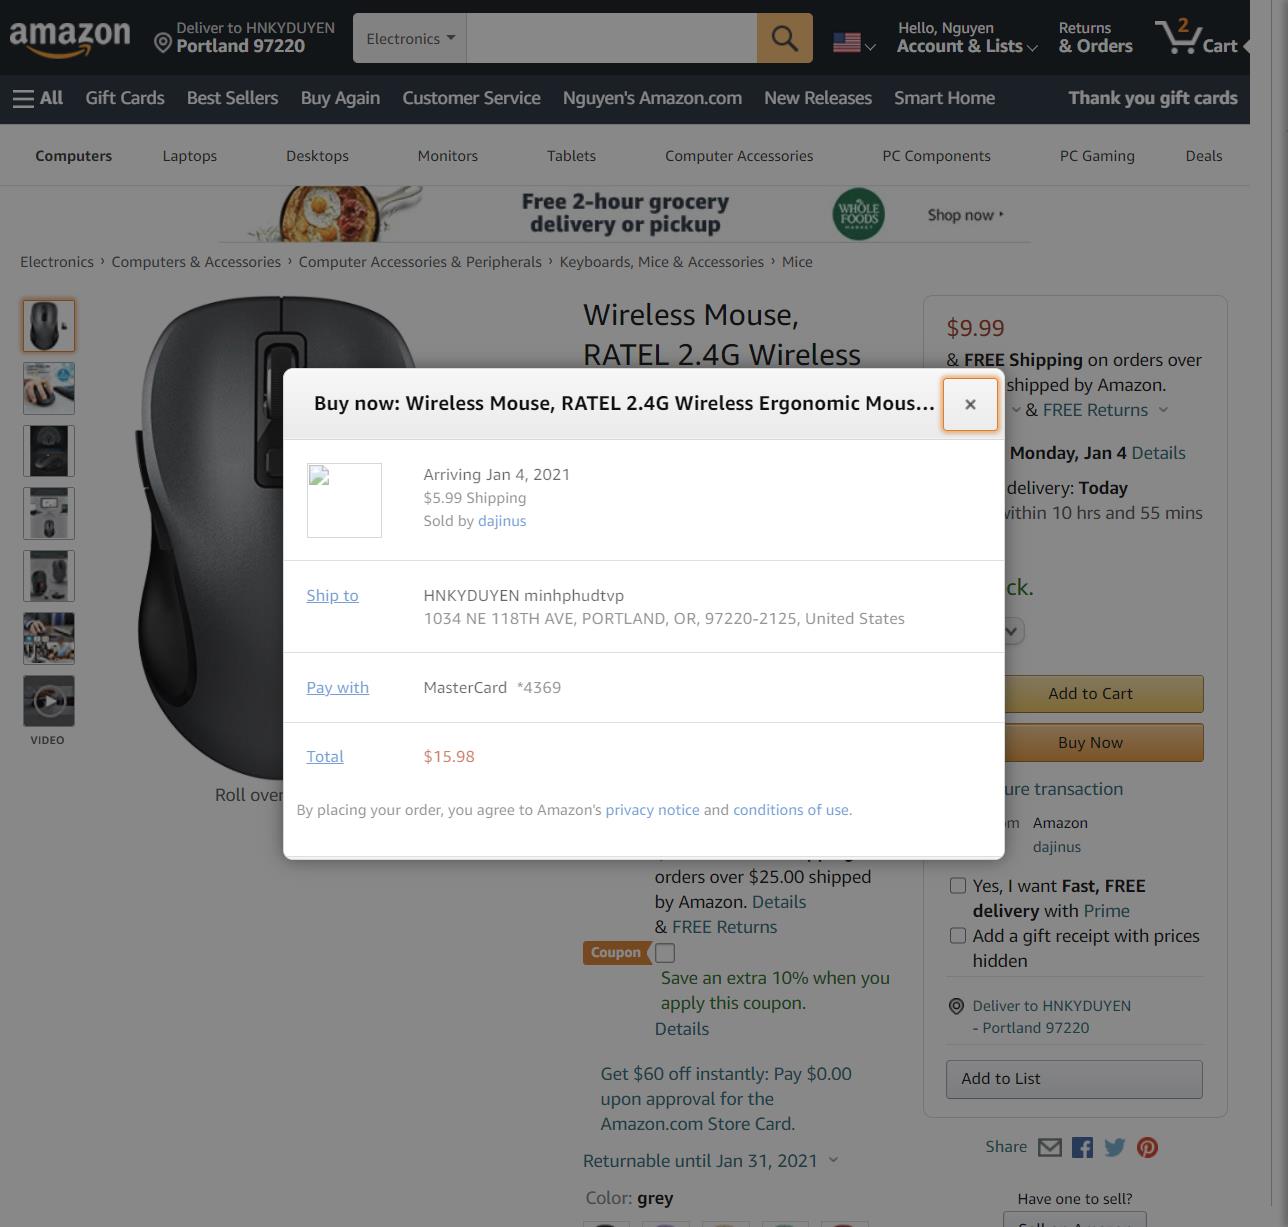 amazon
Deliver to HNKYDUYEN
Portland 97220
Electronics
Hello, Nguyen
Account & Lists
Returns
& Orders
2
Cart
All
Gift Cards
Best Sellers
Buy Again
Customer Service
Nguyen's Amazon.com
New Releases
Smart Home
Thank you gift cards
Computers
Laptops
Desktops
Monitors
Tablets
Computer Accessories
PC Components
PC Gaming
Deals
Free 2-hour grocery
delivery or pickup
WHOLE
FOODS
MARKET
Shop now
Electronics › Computers & Accessories › Computer Accessories & Peripherals › Keyboards, Mice & Accessories › Mice
VIDEO
Roll over
Wireless Mouse,
RATEL 2.4G Wireless
$9.99
& FREE Shipping on orders over
shipped by Amazon.
& FREE Returns
Monday, Jan 4 Details
delivery: Today
within 10 hrs and 55 mins
ck.
Add to Cart
Buy Now
ure transaction
m Amazon
dajinus
Yes, I want Fast, FREE
delivery with Prime
Add a gift receipt with prices
hidden
Deliver to HNKYDUYEN
- Portland 97220
Add to List
Share
Have one to sell?
Buy now: Wireless Mouse, RATEL 2.4G Wireless Ergonomic Mous... ×
Arriving Jan 4, 2021
$5.99 Shipping
Sold by dajinus
Ship to
HNKYDUYEN minhphudtvp
1034 NE 118TH AVE, PORTLAND, OR, 97220-2125, United States
Pay with
MasterCard *4369
Total
$15.98
By placing your order, you agree to Amazon's privacy notice and conditions of use.
orders over $25.00 shipped
by Amazon. Details
& FREE Returns
Coupon
Save an extra 10% when you
apply this coupon.
Details
Get $60 off instantly: Pay $0.00
upon approval for the
Amazon.com Store Card.
Returnable until Jan 31, 2021
Color: grey